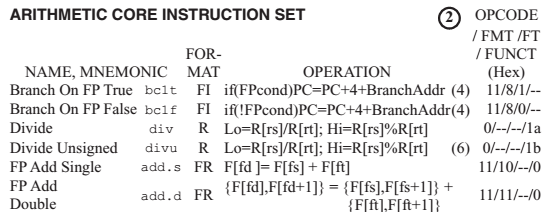 ARITHMETIC CORE INSTRUCTION SET 2 OPCODE
/ FMT /FT
FOR- / FUNCT
NAME, MNEMONIC MAT OPERATION (Hex)
Branch On FP True bc1t FI if(FPcond)PC=PC+4+BranchAddr (4) 11/8/1/--
Branch On FP False bc1f FI if(!FPcond)PC=PC+4+BranchAddr(4) 11/8/0/--
Divide div R Lo=R[rs]/R[rt]; Hi=R[rs]%R[rt] 0/--/--/1a
Divide Unsigned divu R Lo=R[rs]/R[rt]; Hi=R[rs]%R[rt] (6) 0/--/--/1b
FP Add Single add.s FR F[fd ]= F[fs] + F[ft] 11/10/--/0
FP Add {F[fd],F[fd+1]} = {F[fs],F[fs+1]} +
Double add.d FR {F[ft],F[ft+1]} 11/11/--/0